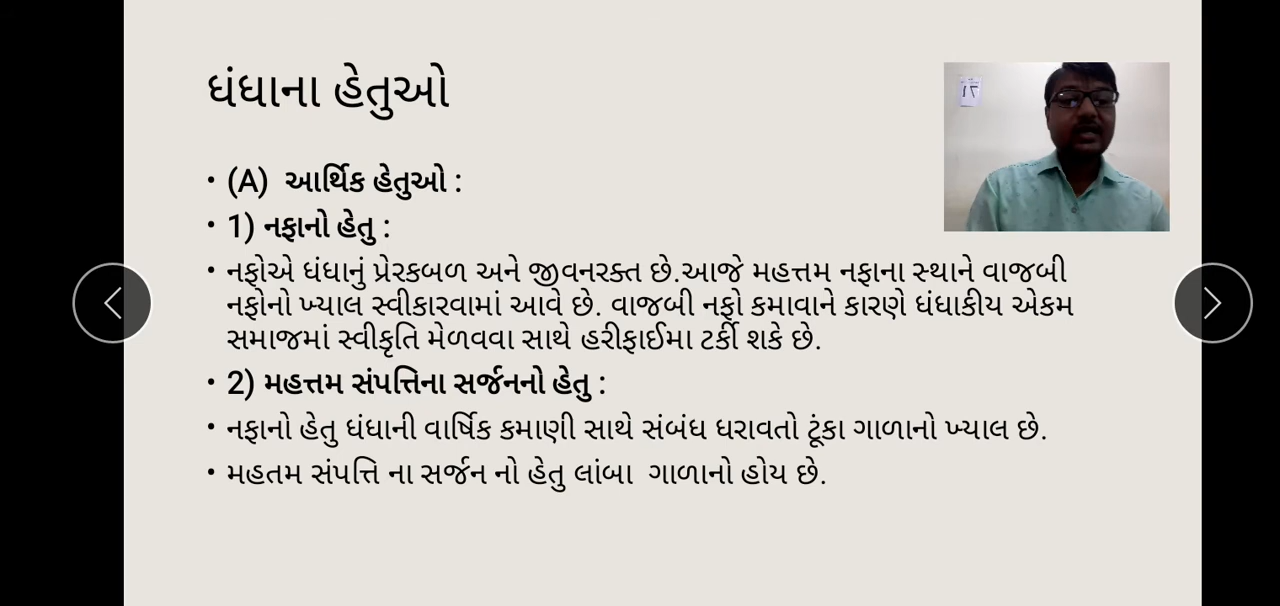 ધંધાના હેતુઓ
• (A) આર્થિક હેતુઓ :
• 1) નફાનો હેતુ :
• નફોએ ધંધાનું પ્રેરકબળ અને જીવનરક્ત છે.આજે મહત્તમ નફાના સ્થાને વાજબી
નફોનો ખ્યાલ સ્વીકારવામાં આવે છે. વાજબી નફો કમાવાને કારણે ધંધાકીય એકમ
સમાજમાં સ્વીકૃતિ મેળવવા સાથે હરીફાઈમા ટર્કી શકે છે.
• 2) મહત્તમ સંપત્તિના સર્જનનો હેતુ :
• નફાનો હેતુ ધંધાની વાર્ષિક કમાણી સાથે સંબંધ ધરાવતો ટૂંકા ગાળાનો ખ્યાલ છે.
• મહતમ સંપત્તિ ના સર્જન નો હેતુ લાંબા  ગાળાનો હોય છે.